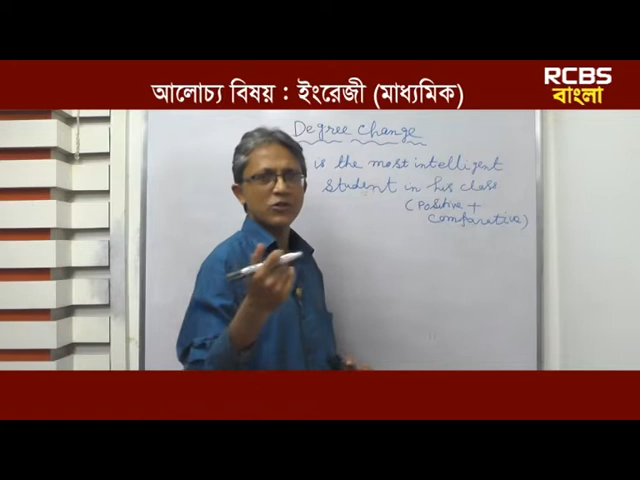 RCBS
বাংলা
আলোচ্য বিষয় : ইংরেজী (মাধ্যমিক)
Degree Change
is the most intelligent
student in his class
(Positive +
Comparative)